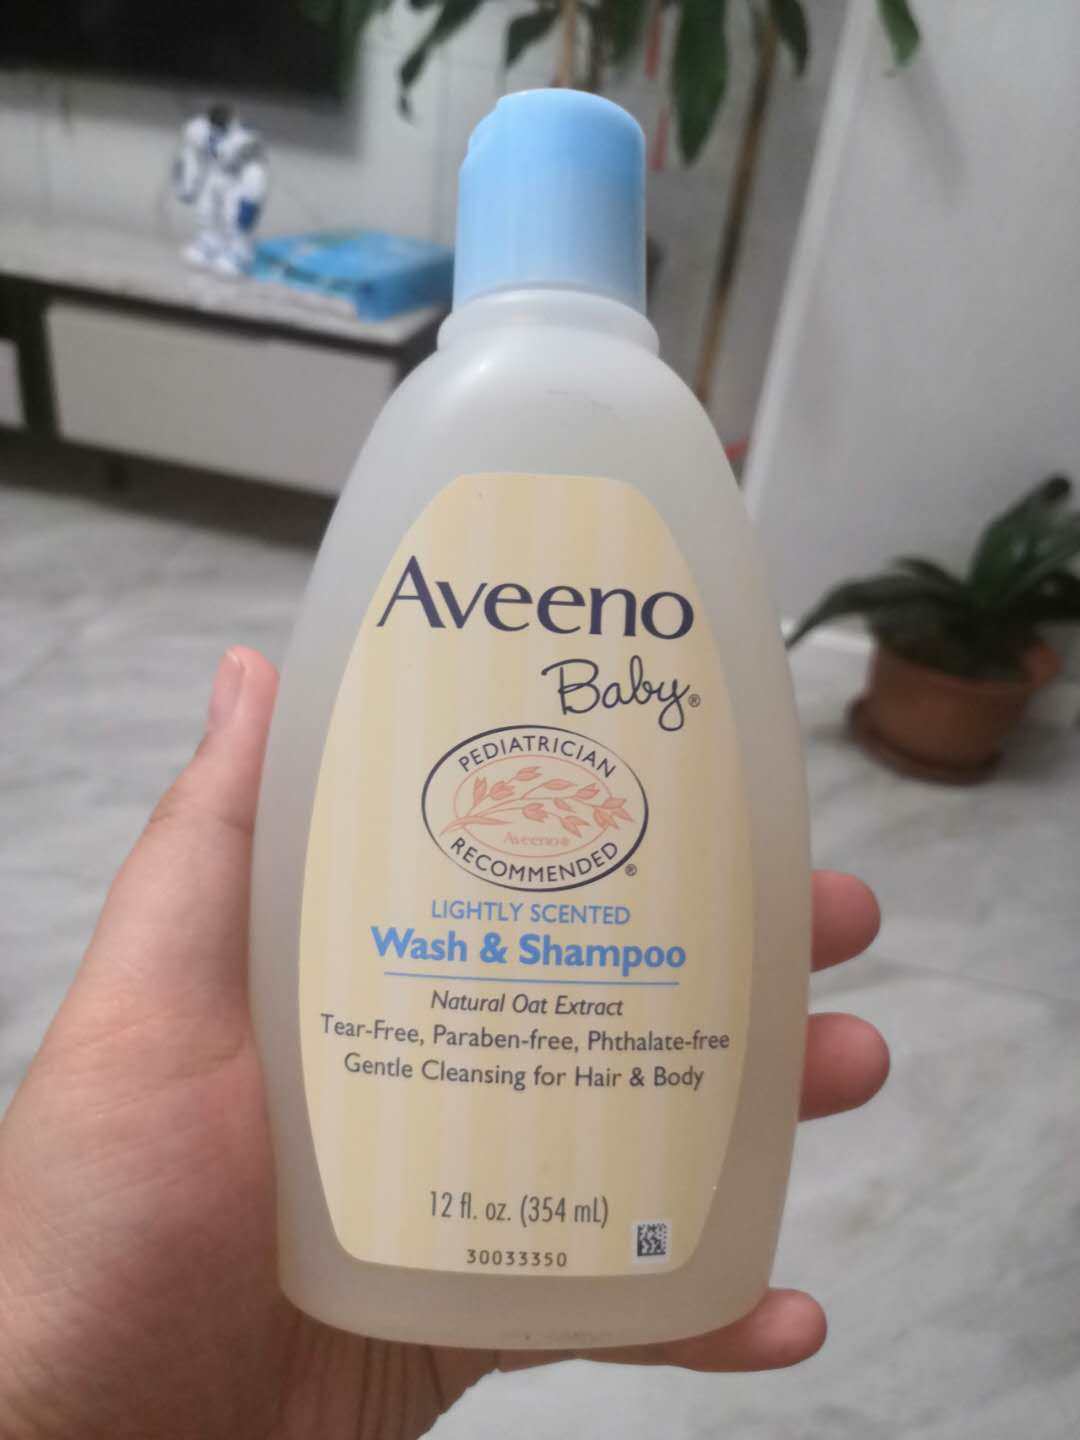 Aveeno
Baby®
PEDIATRICIAN
Aveeno®
RECOMMENDED®
LIGHTLY SCENTED
Wash & Shampoo
Natural Oat Extract
Tear-Free, Paraben-free, Phthalate-free
Gentle Cleansing for Hair & Body
12 fl. oz. (354 mL)
30033350